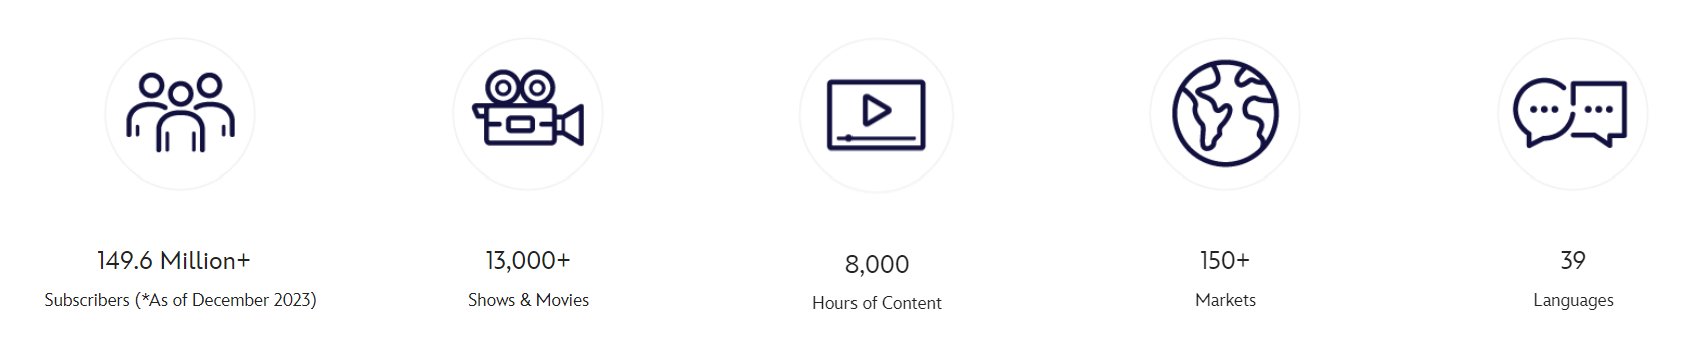 149.6 Million+
Subscribers (*As of December 2023)
13,000+
Shows & Movies
8,000
Hours of Content
150+
Markets
39
Languages